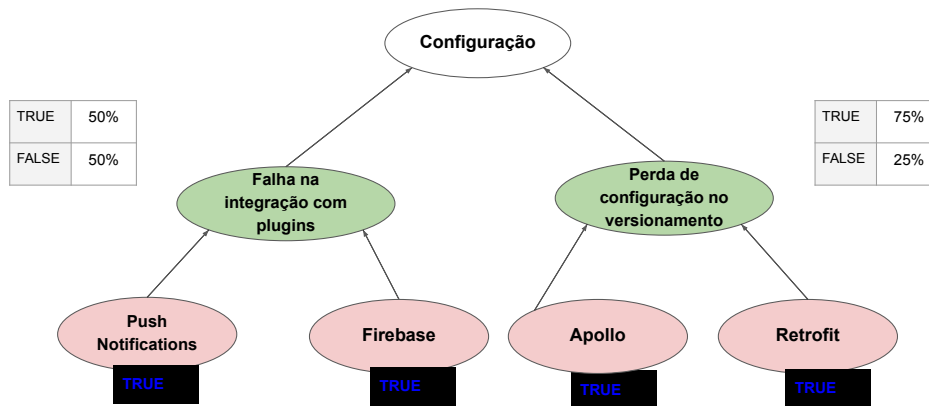 Configuração
TRUE 50%
FALSE 50%
TRUE 75%
FALSE 25%
Falha na
integração com
plugins
Perda de
configuração no
versionamento
Push
Notifications
Firebase
Apollo
Retrofit
TRUE
TRUE
TRUE
TRUE